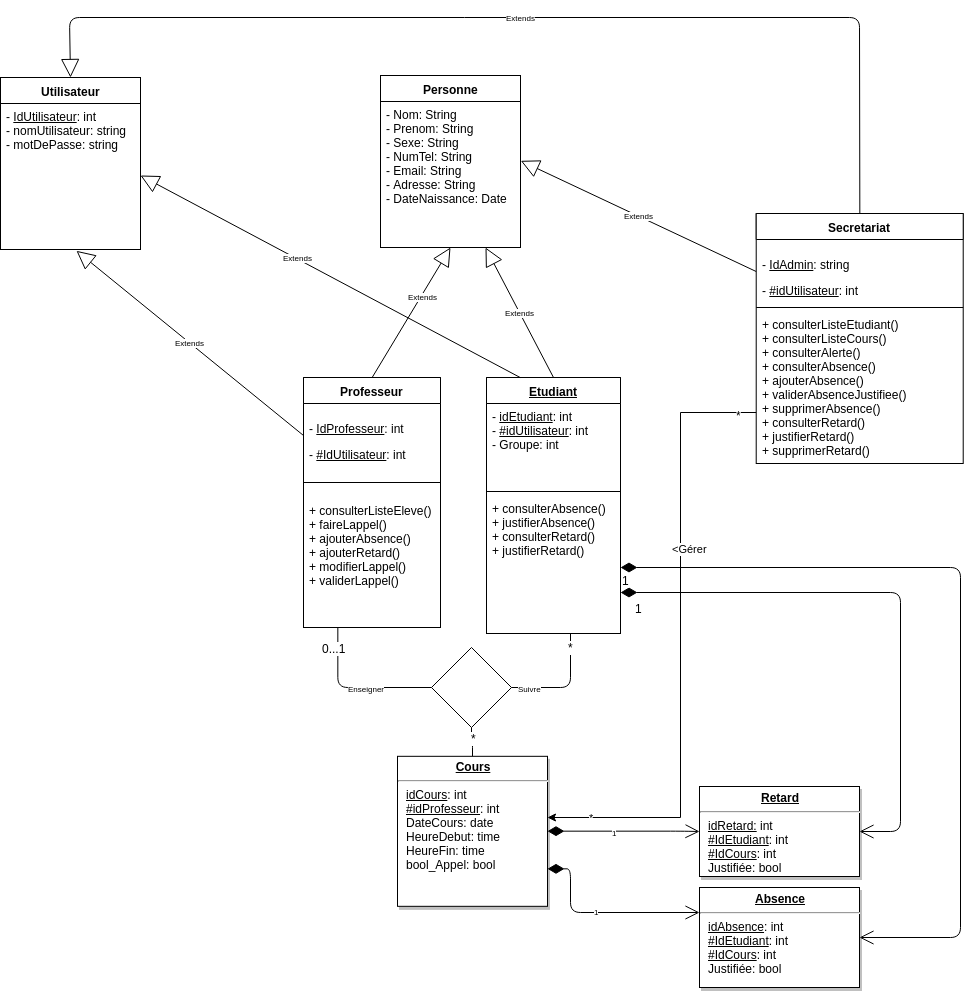 Extends
Utilisateur
- IdUtilisateur: int
- nomUtilisateur: string
- motDePasse: string
Personne
- Nom: String
- Prenom: String
- Sexe: String
- NumTel: String
- Email: String
- Adresse: String
- DateNaissance: Date
Extends
Secretariat
- IdAdmin: string
- #idUtilisateur: int
+ consulterListeEtudiant()
+ consulterListeCours()
+ consulterAlerte()
+ consulterAbsence()
+ ajouterAbsence()
+ validerAbsenceJustifiee()
+ supprimerAbsence()
+ consulterRetard()
+ justifierRetard()
+ supprimerRetard()
Extends
Extends
Extends
Extends
Professeur
- IdProfesseur: int
- #IdUtilisateur: int
+ consulterListeEleve()
+ faireLappel()
+ ajouterAbsence()
+ ajouterRetard()
+ modifierLappel()
+ validerLappel()
Etudiant
- idEtudiant: int
- #idUtilisateur: int
- Groupe: int
+ consulterAbsence()
+ justifierAbsence()
+ consulterRetard()
+ justifierRetard()
*
<Gérer
1
1
0...1
*
Enseigner
Suivre
*
Cours
idCours: int
#idProfesseur: int
DateCours: date
HeureDebut: time
HeureFin: time
bool_Appel: bool
*
1
1
Retard
idRetard: int
#IdEtudiant: int
#IdCours: int
Justifiée: bool
Absence
idAbsence: int
#IdEtudiant: int
#IdCours: int
Justifiée: bool